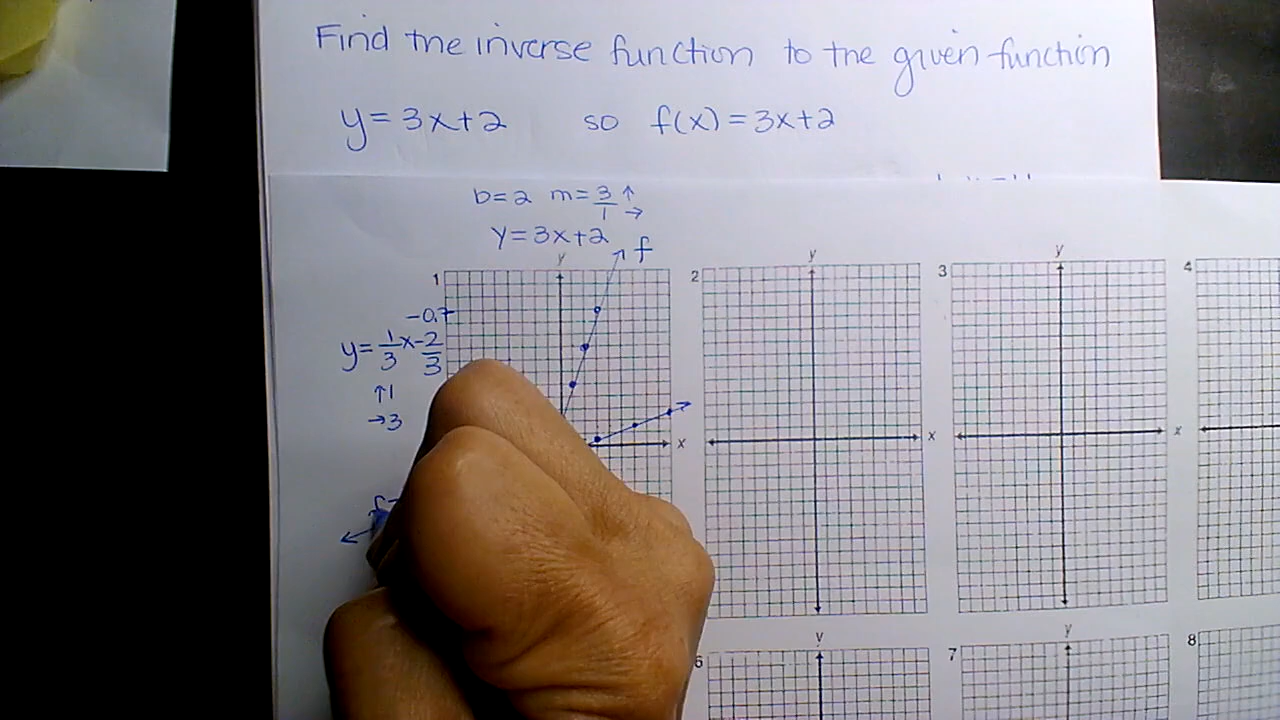 Find the inverse function to the given function
y=3x+2 so f(x)=3x+2
b=2 m=3/1 ↑ →
y=3x+2
f
y
1
-0.7
y=1/3x-2/3
↑1
→3
x
f-
2
y
x
3
y
x
4
6
y
7
y
8